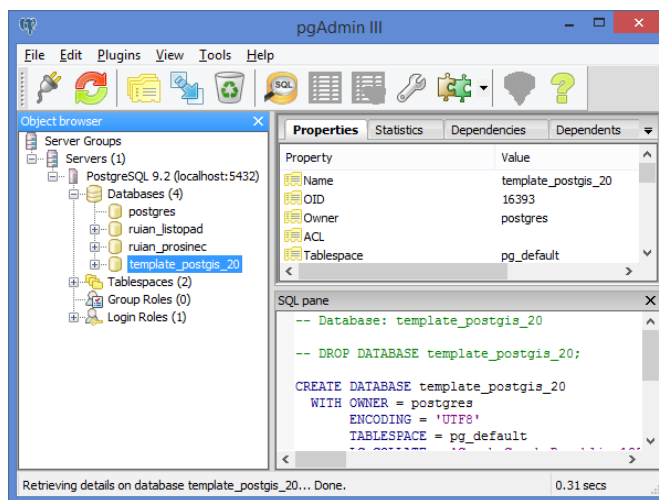 pgAdmin III
File Edit Plugins View Tools Help
SQL
Object browser
Server Groups
Servers (1)
PostgreSQL 9.2 (localhost:5432)
Databases (4)
postgres
ruian_listopad
ruian_prosinec
template_postgis_20
Tablespaces (2)
Group Roles (0)
Login Roles (1)
Properties Statistics Dependencies Dependents
Property Value
Name template_postgis_20
OID 16393
Owner postgres
ACL
Tablespace pg_default
SQL pane
-- Database: template_postgis_20
-- DROP DATABASE template_postgis_20;
CREATE DATABASE template_postgis_20
WITH OWNER = postgres
ENCODING = 'UTF8'
TABLESPACE = pg_default
Retrieving details on database template_postgis_20... Done. 0.31 secs